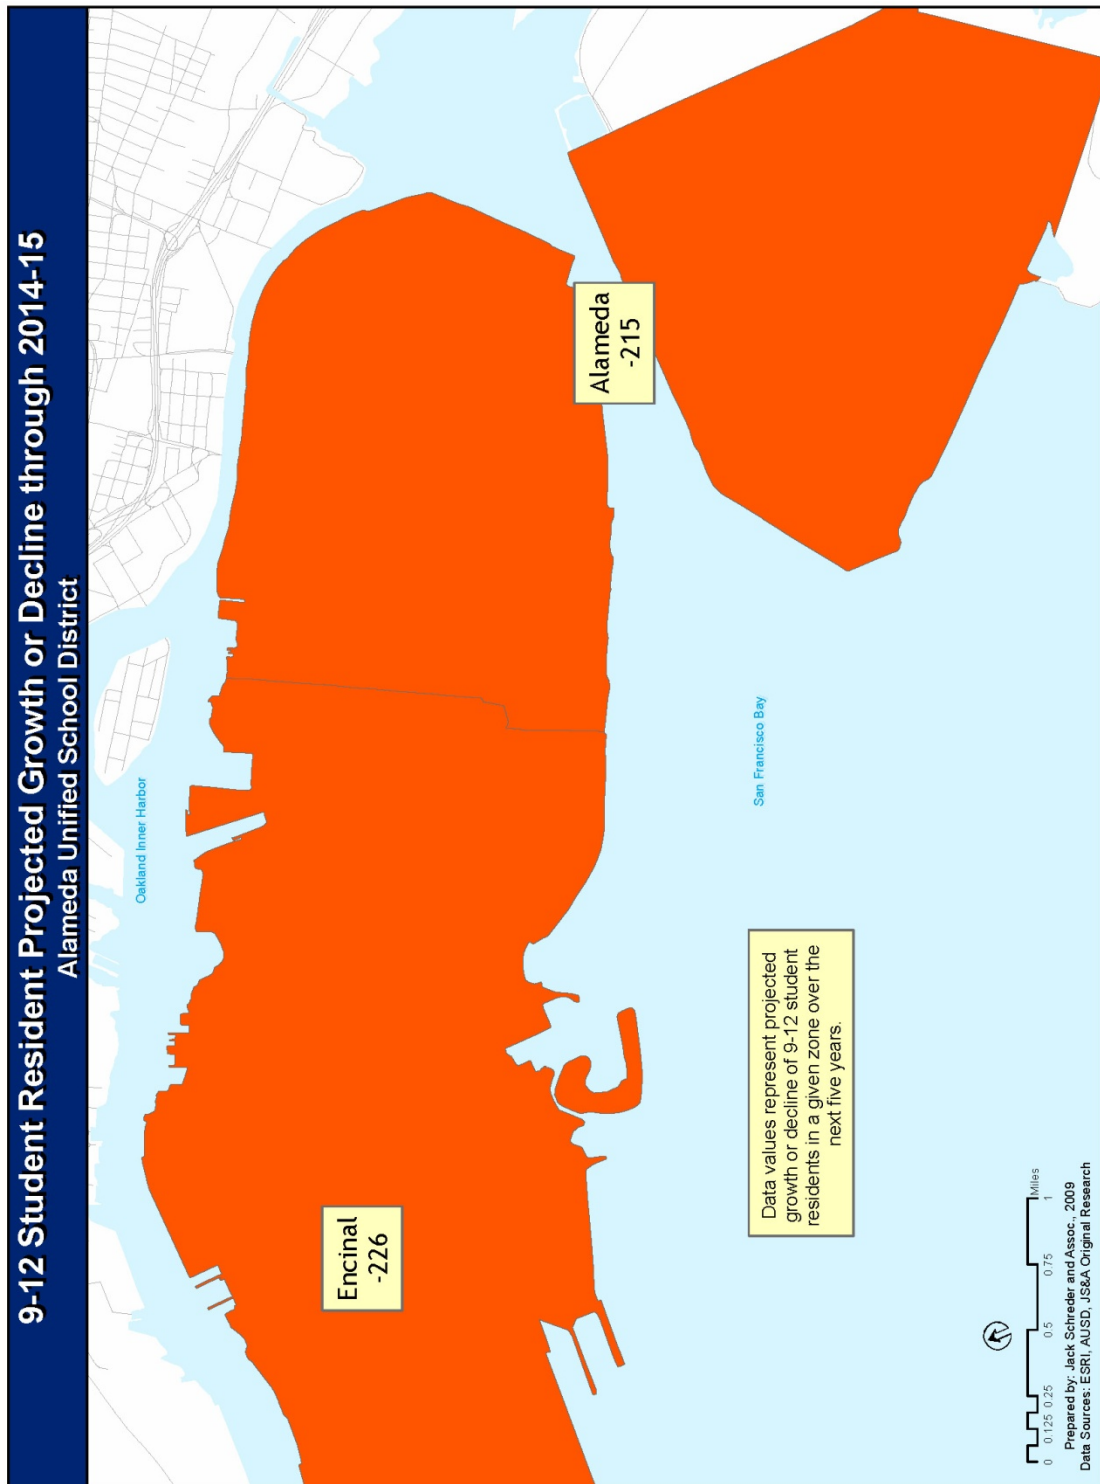 9-12 Student Resident Projected Growth or Decline through 2014-15
Alameda Unified School District
Oakland Inner Harbor
Alameda
-215
Encinal
-226
San Francisco Bay
Data values represent projected
growth or decline of 9-12 student
residents in a given zone over the
next five years.
0 0.125 0.25 0.5 0.75 1 Miles
Prepared by: Jack Schreder and Assoc., 2009
Data Sources: ESRI, AUSD, JS&A Original Research